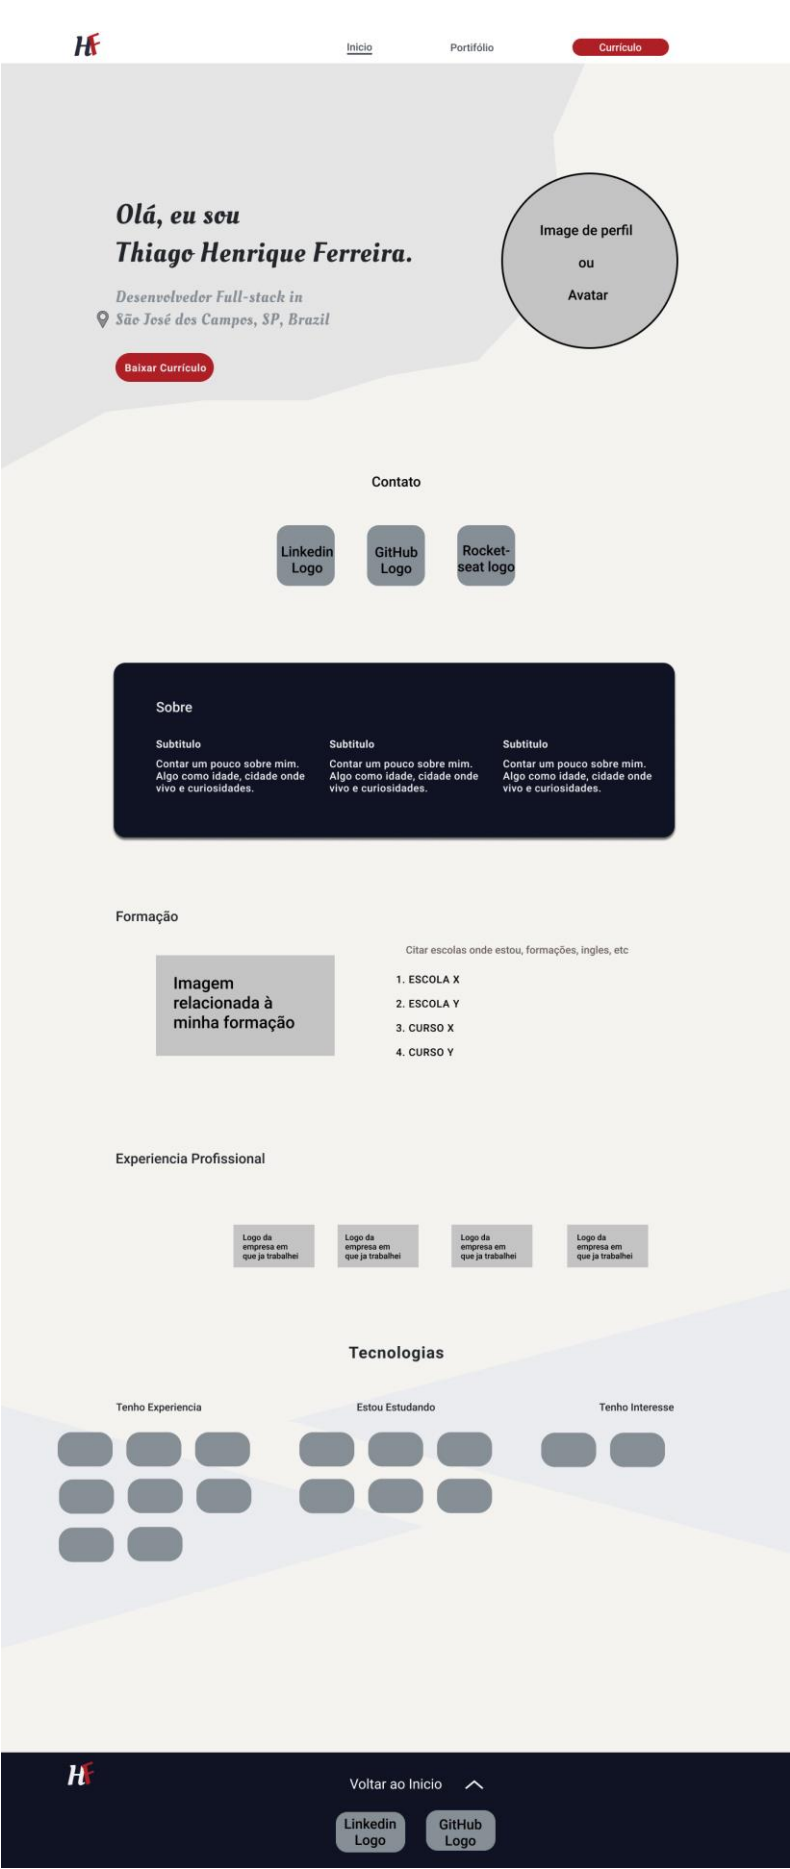 HF
Inicio
Portifólio
Currículo
Olá, eu sou
Thiago Henrique Ferreira.
Desenvolvedor Full-stack in
São José dos Campos, SP, Brazil
Baixar Currículo
Image de perfil
ou
Avatar
Contato
Linkedin
Logo
GitHub
Logo
Rocket-
seat logo
Sobre
Subtitulo
Contar um pouco sobre mim.
Algo como idade, cidade onde
vivo e curiosidades.
Subtitulo
Contar um pouco sobre mim.
Algo como idade, cidade onde
vivo e curiosidades.
Subtitulo
Contar um pouco sobre mim.
Algo como idade, cidade onde
vivo e curiosidades.
Formação
Imagem
relacionada à
minha formação
Citar escolas onde estou, formações, ingles, etc
1. ESCOLA X
2. ESCOLA Y
3. CURSO X
4. CURSO Y
Experiencia Profissional
Logo da
empresa em
que ja trabalhei
Logo da
empresa em
que ja trabalhei
Logo da
empresa em
que ja trabalhei
Logo da
empresa em
que ja trabalhei
Tecnologias
Tenho Experiencia
Estou Estudando
Tenho Interesse
HF
Voltar ao Inicio
Linkedin
Logo
GitHub
Logo